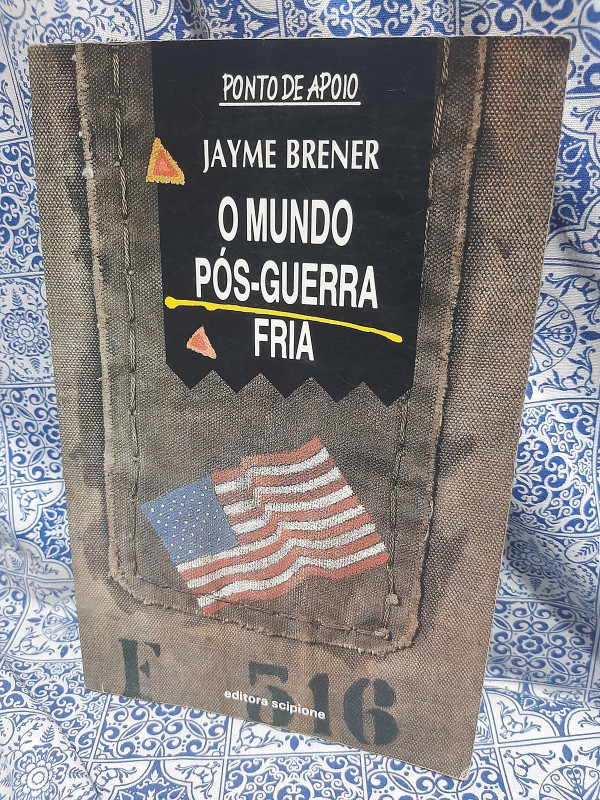 PONTO DE APOIO
JAYME BRENER
O MUNDO
PÓS-GUERRA
FRIA
F 516
editora scipione